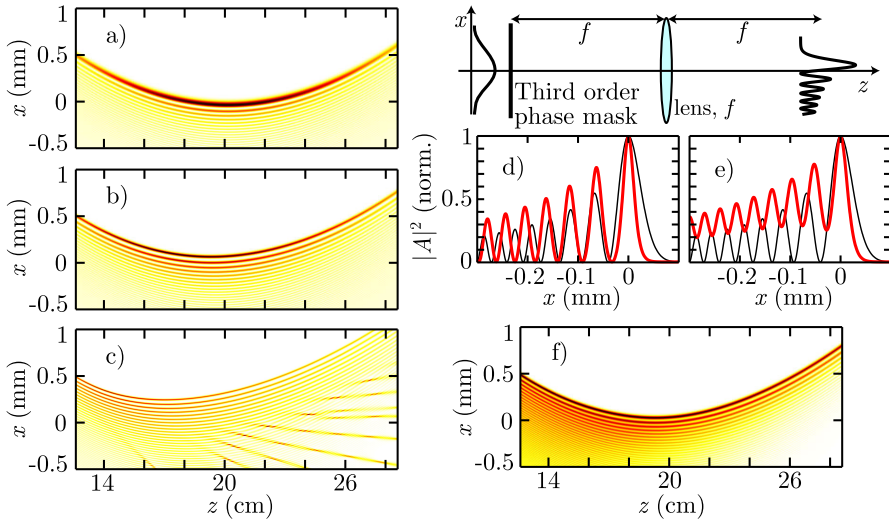 a)
x (mm)
1
0.5
0
-0.5
b)
x (mm)
1
0.5
0
-0.5
c)
x (mm)
1
0.5
0
-0.5
14 20 26
z (cm)
x
f f
Third order
phase mask
lens, f
z
d)
|A|² (norm.)
1
0.5
0
-0.2 -0.1 0
x (mm)
e)
-0.2 -0.1 0
x (mm)
f)
x (mm)
1
0.5
0
-0.5
14 20 26
z (cm)